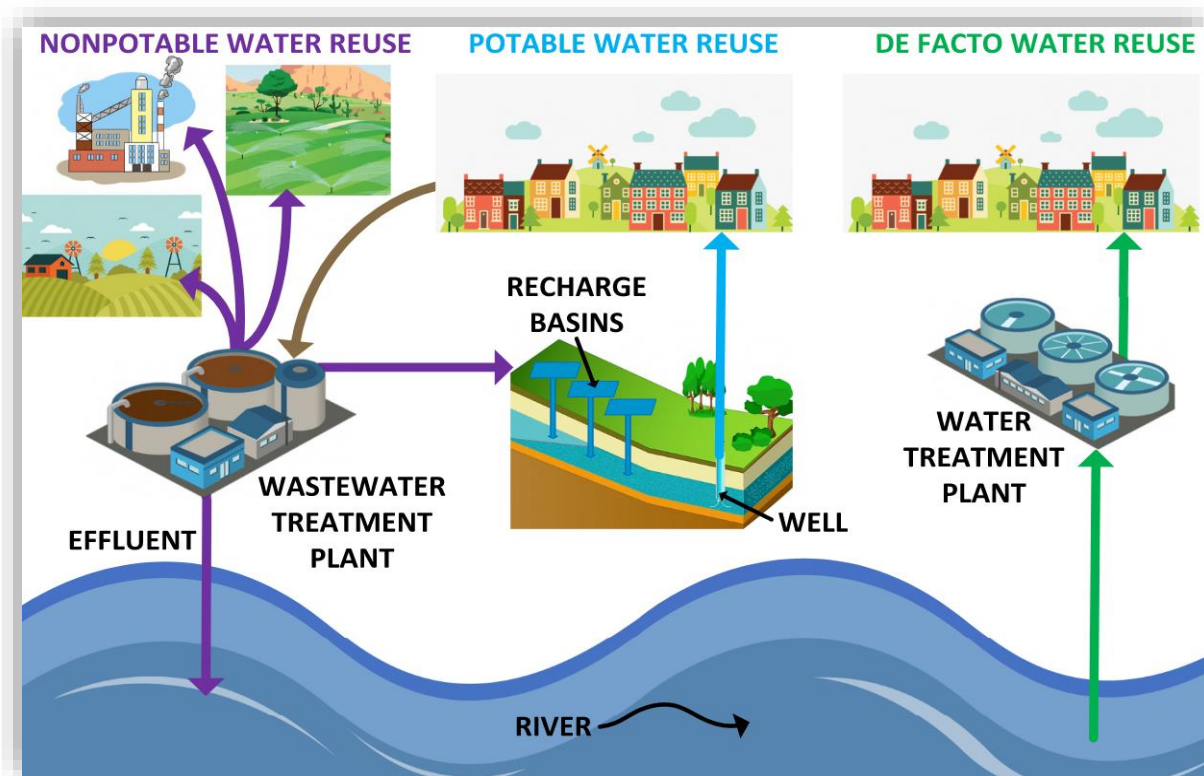 NONPOTABLE WATER REUSE
POTABLE WATER REUSE
DE FACTO WATER REUSE
RECHARGE
BASINS
WATER
TREATMENT
PLANT
WASTEWATER
TREATMENT
PLANT
WELL
EFFLUENT
RIVER